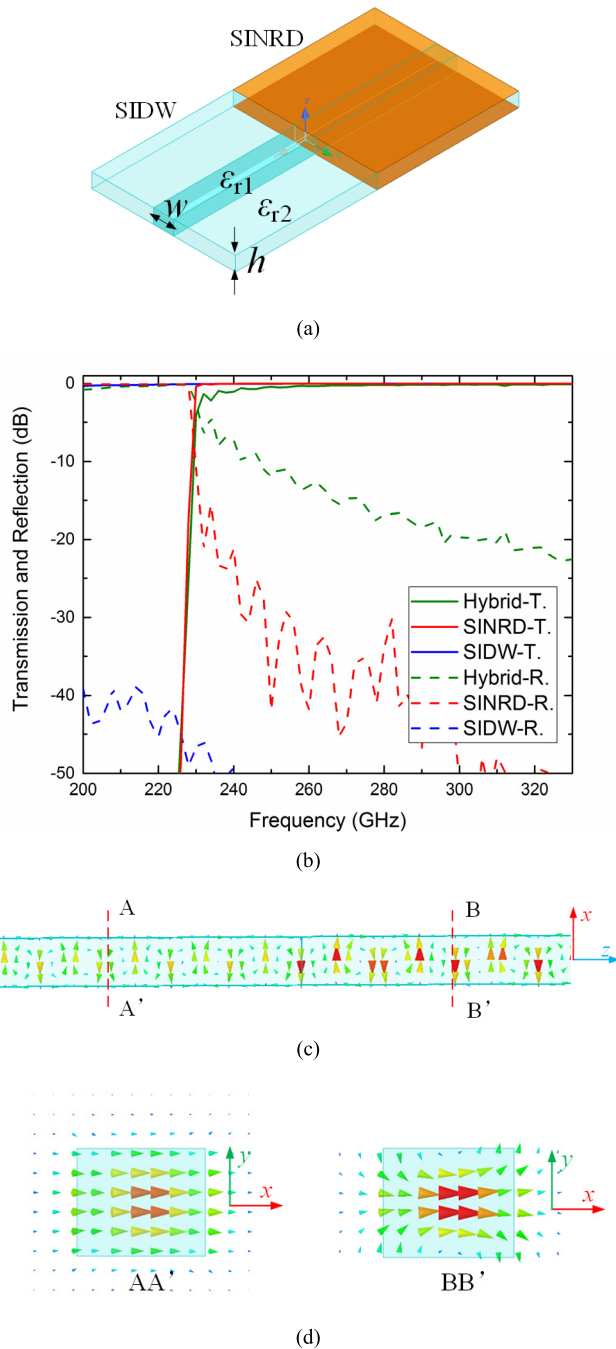 SINRD
SIDW
z
εr1
w
εr2
h
(a)
Transmission and Reflection (dB)
0
-10
-20
-30
-40
-50
Hybrid-T.
SINRD-T.
SIDW-T.
Hybrid-R.
SINRD-R.
SIDW-R.
200 220 240 260 280 300 320
Frequency (GHz)
(b)
A B x
z
A' B'
(c)
y y
x x
AA' BB'
(d)